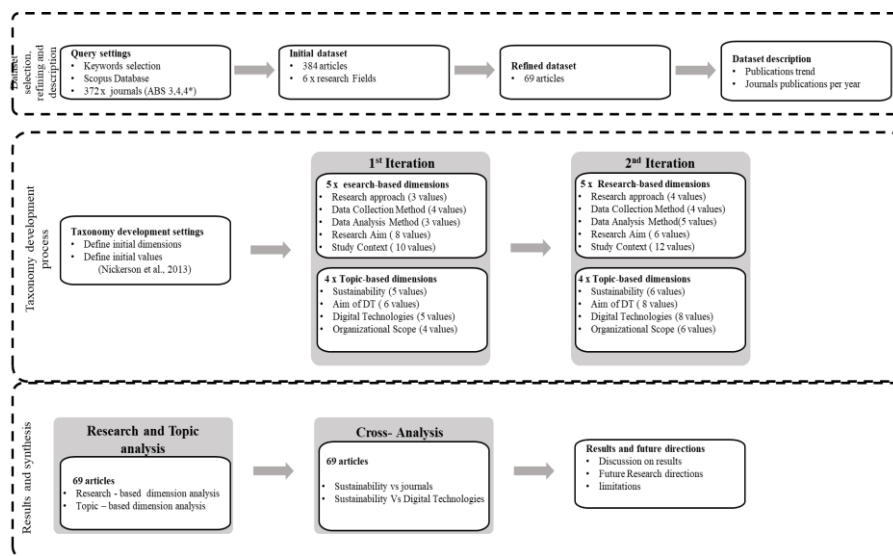 Dataset
selection,
refining and
description
Query settings
• Keywords selection
• Scopus Database
• 372 x journals (ABS 3,4,4*)
Initial dataset
• 384 articles
• 6 x research Fields
Refined dataset
• 69 articles
Dataset description
• Publications trend
• Journals publications per year
Taxonomy development
process
Taxonomy development settings
• Define initial dimensions
• Define initial values
(Nickerson et al., 2013)
1st Iteration
5 x esearch-based dimensions
• Research approach (3 values)
• Data Collection Method (4 values)
• Data Analysis Method (3 values)
• Research Aim ( 8 values)
• Study Context ( 10 values)
4 x Topic-based dimensions
• Sustainability (5 values)
• Aim of DT ( 6 values)
• Digital Technologies (5 values)
• Organizational Scope (4 values)
2nd Iteration
5 x Research-based dimensions
• Research approach (4 values)
• Data Collection Method (4 values)
• Data Analysis Method(5 values)
• Research Aim ( 6 values)
• Study Context ( 12 values)
4 x Topic-based dimensions
• Sustainability (6 values)
• Aim of DT ( 8 values)
• Digital Technologies (8 values)
• Organizational Scope (6 values)
Results and synthesis
Research and Topic
analysis
69 articles
• Research - based dimension analysis
• Topic – based dimension analysis
Cross- Analysis
69 articles
• Sustainability vs journals
• Sustainability Vs Digital Technologies
Results and future directions
• Discussion on results
• Future Research directions
• limitations